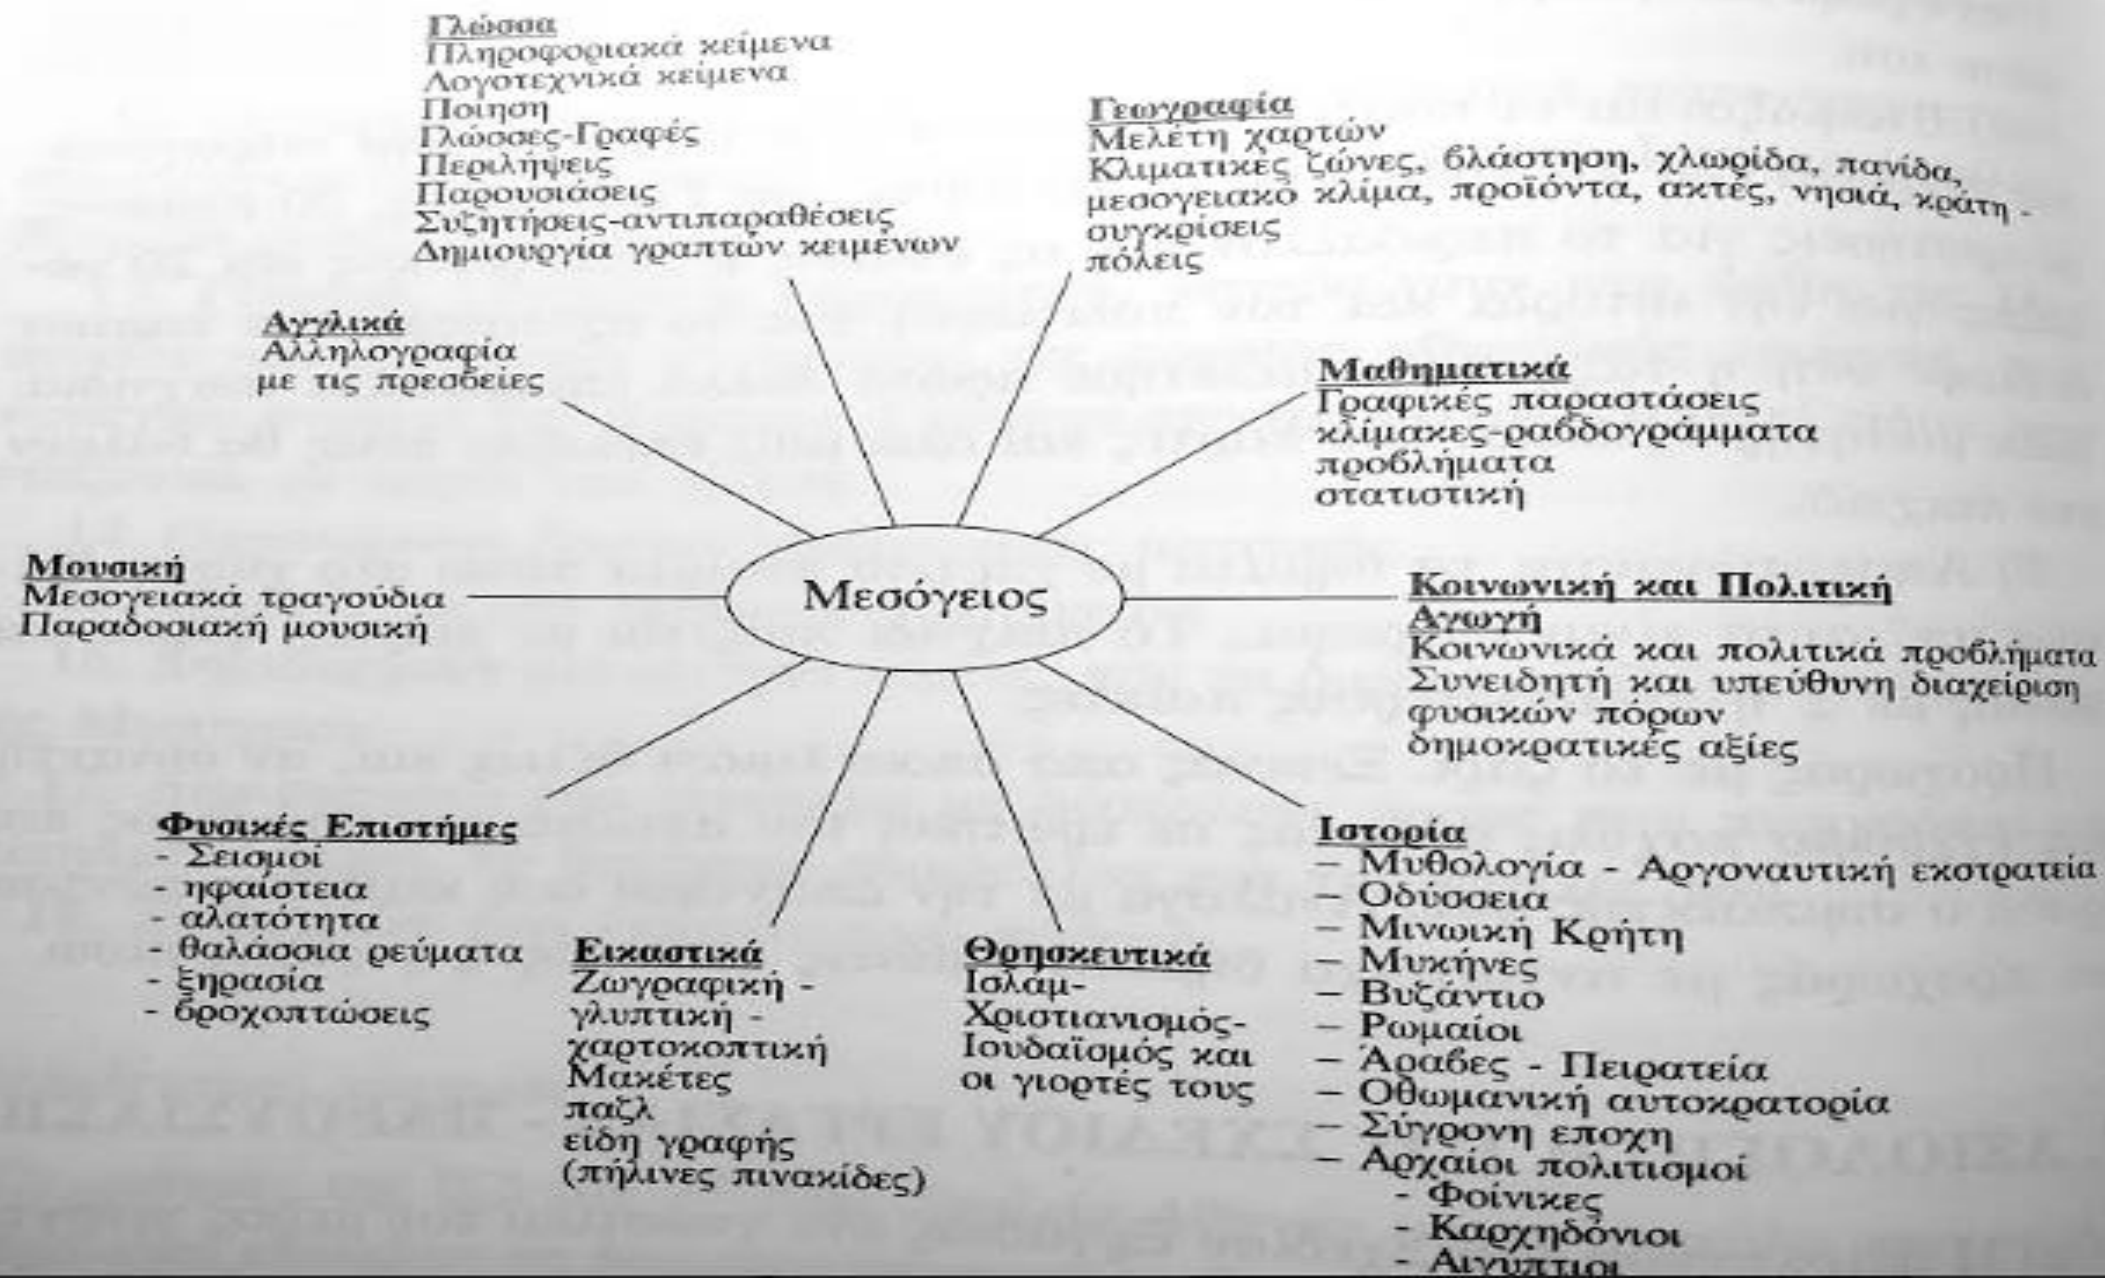 Γλώσσα
Πληροφοριακά κείμενα
Λογοτεχνικά κείμενα
Ποίηση
Γλώσσες-Γραφές
Περιλήψεις
Παρουσιάσεις
Συζητήσεις-αντιπαραθέσεις
Δημιουργία γραπτών κειμένων
Γεωγραφία
Μελέτη χαρτών
Κλιματικές ζώνες, βλάστηση, χλωρίδα, πανίδα,
μεσογειακό κλίμα, προϊόντα, ακτές, νησιά, κράτη -
συγκρίσεις
πόλεις
Αγγλικά
Αλληλογραφία
με τις πρεσβείες
Μαθηματικά
Γραφικές παραστάσεις
κλίμακες-ραβδογράμματα
προβλήματα
στατιστική
Μουσική
Μεσογειακά τραγούδια
Παραδοσιακή μουσική
Μεσόγειος
Κοινωνική και Πολιτική
Αγωγή
Κοινωνικά και πολιτικά προβλήματα
Συνειδητή και υπεύθυνη διαχείριση
φυσικών πόρων
δημοκρατικές αξίες
Φυσικές Επιστήμες
- Σεισμοί
- ηφαίστεια
- αλατότητα
- θαλάσσια ρεύματα
- ξηρασία
- βροχοπτώσεις
Εικαστικά
Ζωγραφική -
γλυπτική -
χαρτοκοπτική
Μακέτες
παζλ
είδη γραφής
(πήλινες πινακίδες)
Θρησκευτικά
Ισλάμ-
Χριστιανισμός-
Ιουδαϊσμός και
οι γιορτές τους
Ιστορία
– Μυθολογία - Αργοναυτική εκστρατεία
– Οδύσσεια
– Μινωική Κρήτη
– Μυκήνες
– Βυζάντιο
– Ρωμαίοι
– Άραβες - Πειρατεία
– Οθωμανική αυτοκρατορία
– Σύγρονη εποχη
– Αρχαίοι πολιτισμοί
- Φοίνικες
- Καρχηδόνιοι
- Αιγύπτιοι